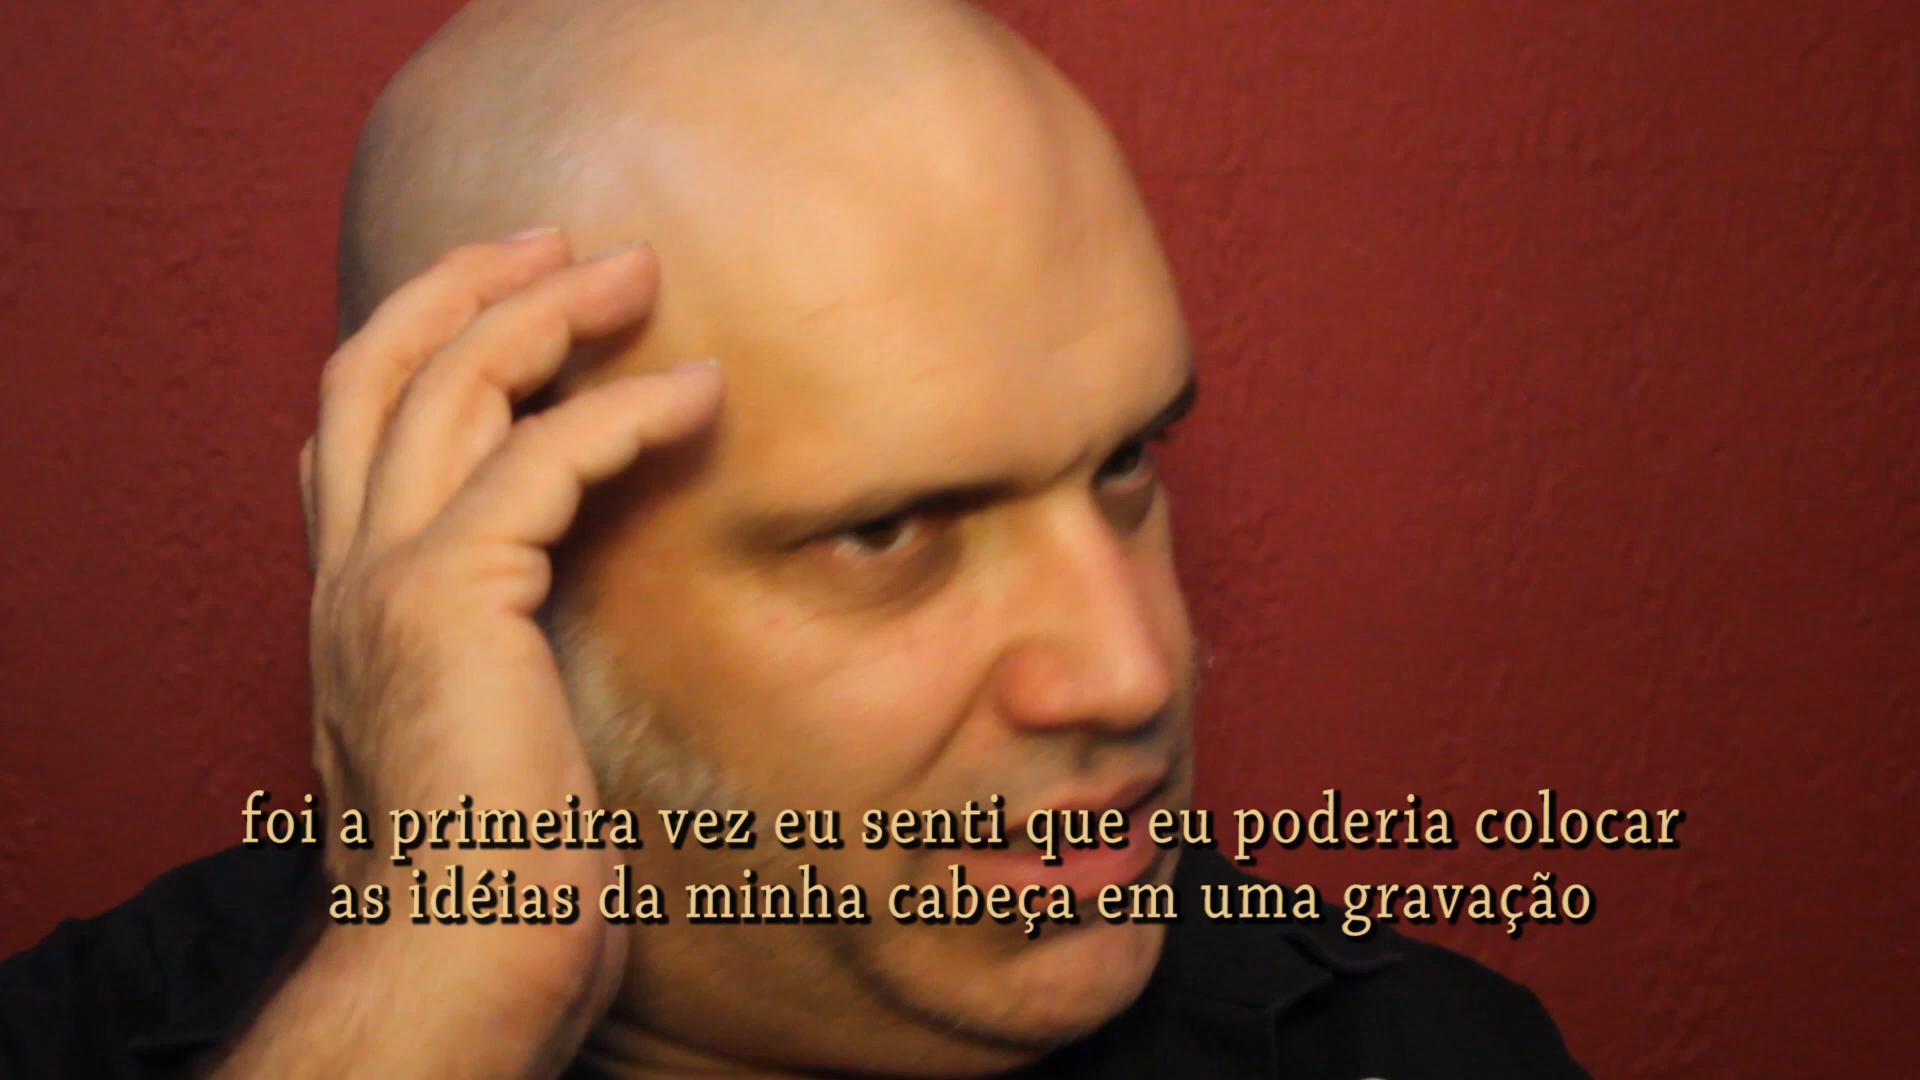 foi a primeira vez eu senti que eu poderia colocar
as idéias da minha cabeça em uma gravação